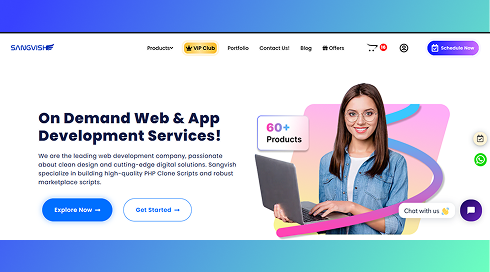 SANGVISH
Products
VIP Club
Portfolio
Contact Us!
Blog
Offers
Schedule Now
On Demand Web & App
Development Services!
We are the leading web development company, passionate
about clean design and cutting-edge digital solutions. Sangvish
specialize in building high-quality PHP Clone Scripts and robust
marketplace scripts.
Explore Now →
Get Started →
60+
Products
Chat with us 👋